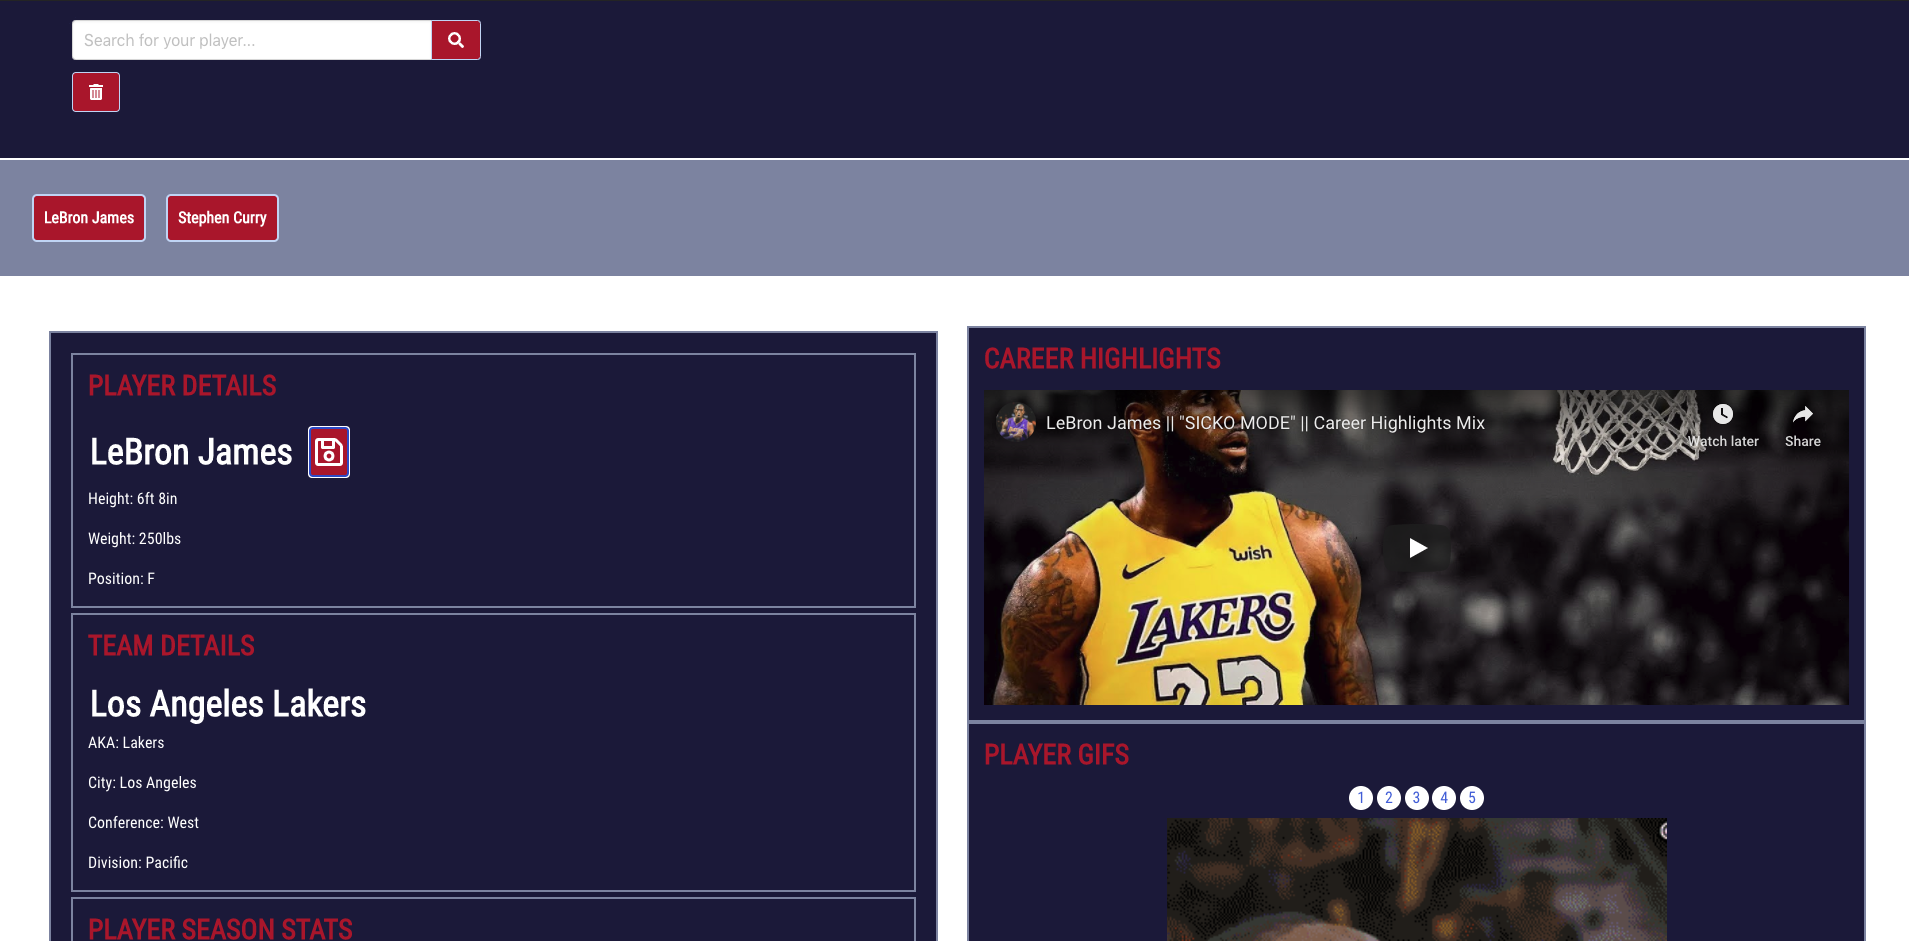 Search for your player...
LeBron James
Stephen Curry
PLAYER DETAILS
LeBron James
Height: 6ft 8in
Weight: 250lbs
Position: F
TEAM DETAILS
Los Angeles Lakers
AKA: Lakers
City: Los Angeles
Conference: West
Division: Pacific
PLAYER SEASON STATS
CAREER HIGHLIGHTS
LeBron James || "SICKO MODE" || Career Highlights Mix
Watch later
Share
wish
LAKERS
23
PLAYER GIFS
1 2 3 4 5